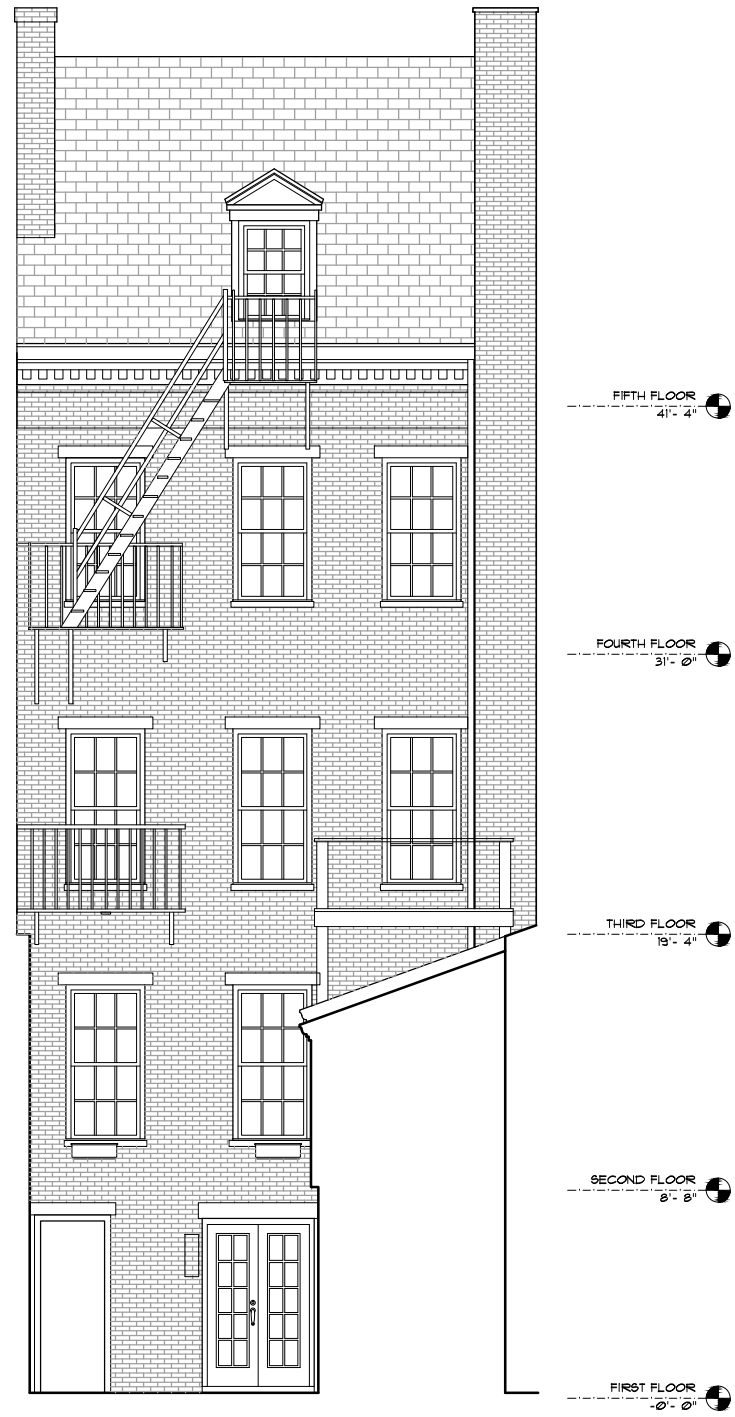 FIFTH FLOOR
41'- 4"
FOURTH FLOOR
31'- 0"
THIRD FLOOR
19'- 4"
SECOND FLOOR
8'- 8"
FIRST FLOOR
-0'- 0"